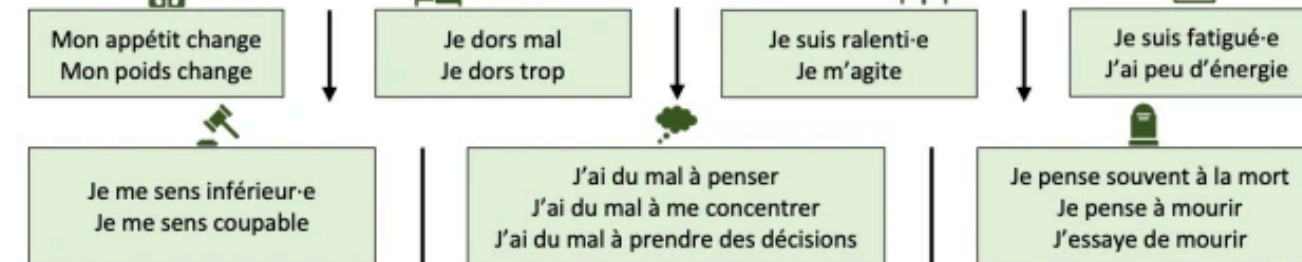 Mon appétit change
Mon poids change
Je dors mal
Je dors trop
Je suis ralenti·e
Je m'agite
Je suis fatigué·e
J'ai peu d'énergie
Je me sens inférieur·e
Je me sens coupable
J'ai du mal à penser
J'ai du mal à me concentrer
J'ai du mal à prendre des décisions
Je pense souvent à la mort
Je pense à mourir
J'essaye de mourir